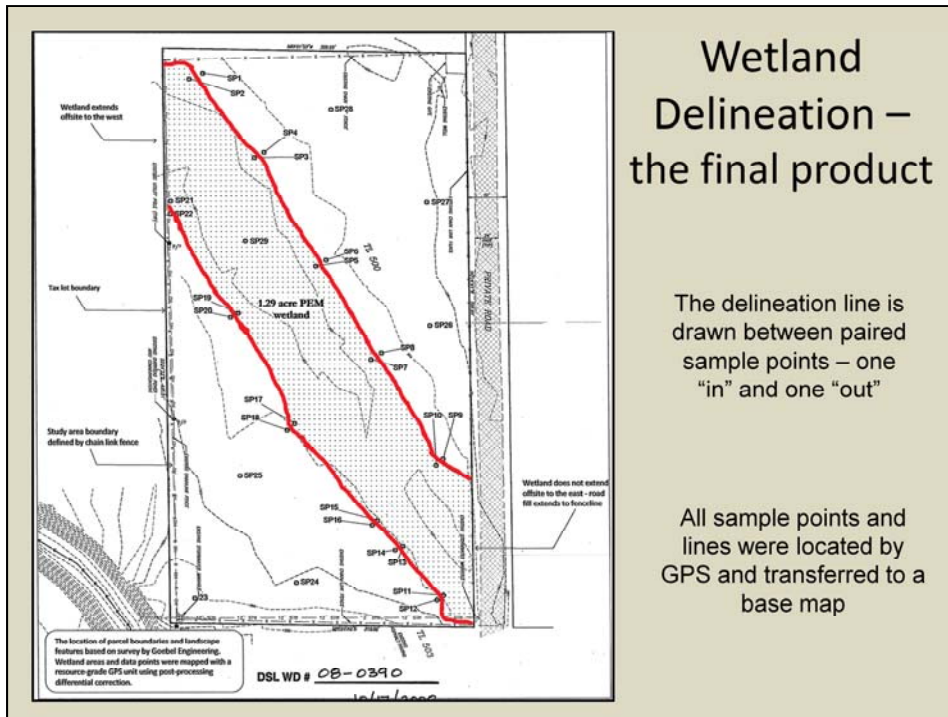 Wetland
Delineation –
the final product
The delineation line is
drawn between paired
sample points – one
“in” and one “out”
All sample points and
lines were located by
GPS and transferred to a
base map
Wetland extends
offsite to the west
Tax lot boundary
Study area boundary
defined by chain link fence
Wetland does not extend
offsite to the east - road
fill extends to fenceline
1.29 acre PEM
wetland
SP1
SP2
SP28
SP4
SP3
SP21
SP22
SP27
SP29
SP6
SP5
TL 500
PRIVATE ROAD
SP19
SP20
SP26
SP8
SP7
SP17
SP18
SP10
SP9
SP25
SP15
SP16
SP14
SP13
SP24
SP11
SP12
23
TL 503
The location of parcel boundaries and landscape
features based on survey by Goebel Engineering.
Wetland areas and data points were mapped with a
resource-grade GPS unit using post-processing
differential correction.
DSL WD # 08-0390